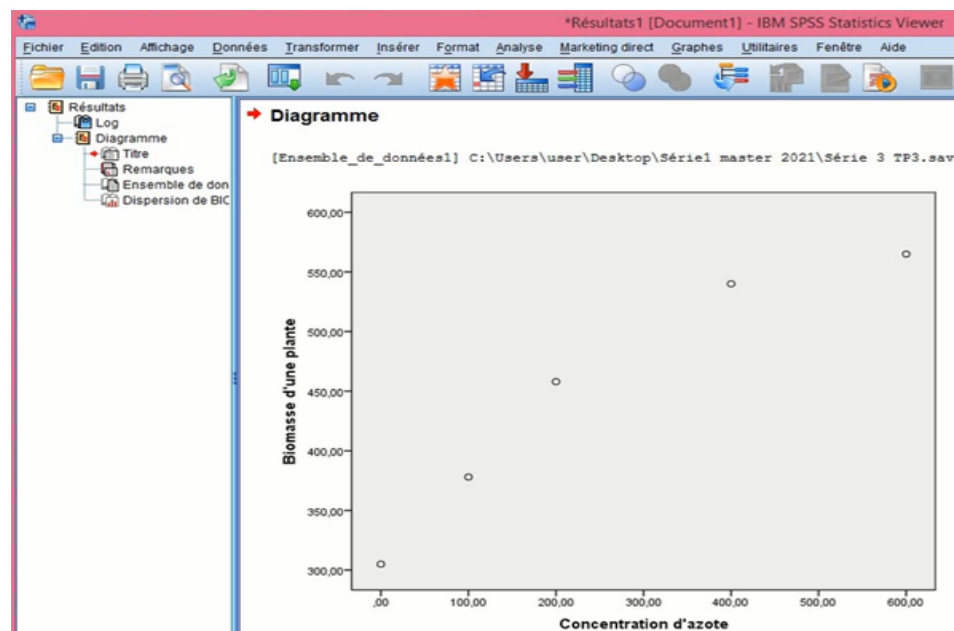 *Résultats1 [Document1] - IBM SPSS Statistics Viewer
Fichier Edition Affichage Données Transformer Insérer Format Analyse Marketing direct Graphes Utilitaires Fenêtre Aide
Résultats
Log
Diagramme
Titre
Remarques
Ensemble de don
Dispersion de BIO
Diagramme
[Ensemble_de_données1] C:\Users\user\Desktop\Série1 master 2021\Série 3 TP3.sav
600,00
550,00
500,00
450,00
400,00
350,00
300,00
Biomasse d'une plante
,00 100,00 200,00 300,00 400,00 500,00 600,00
Concentration d'azote